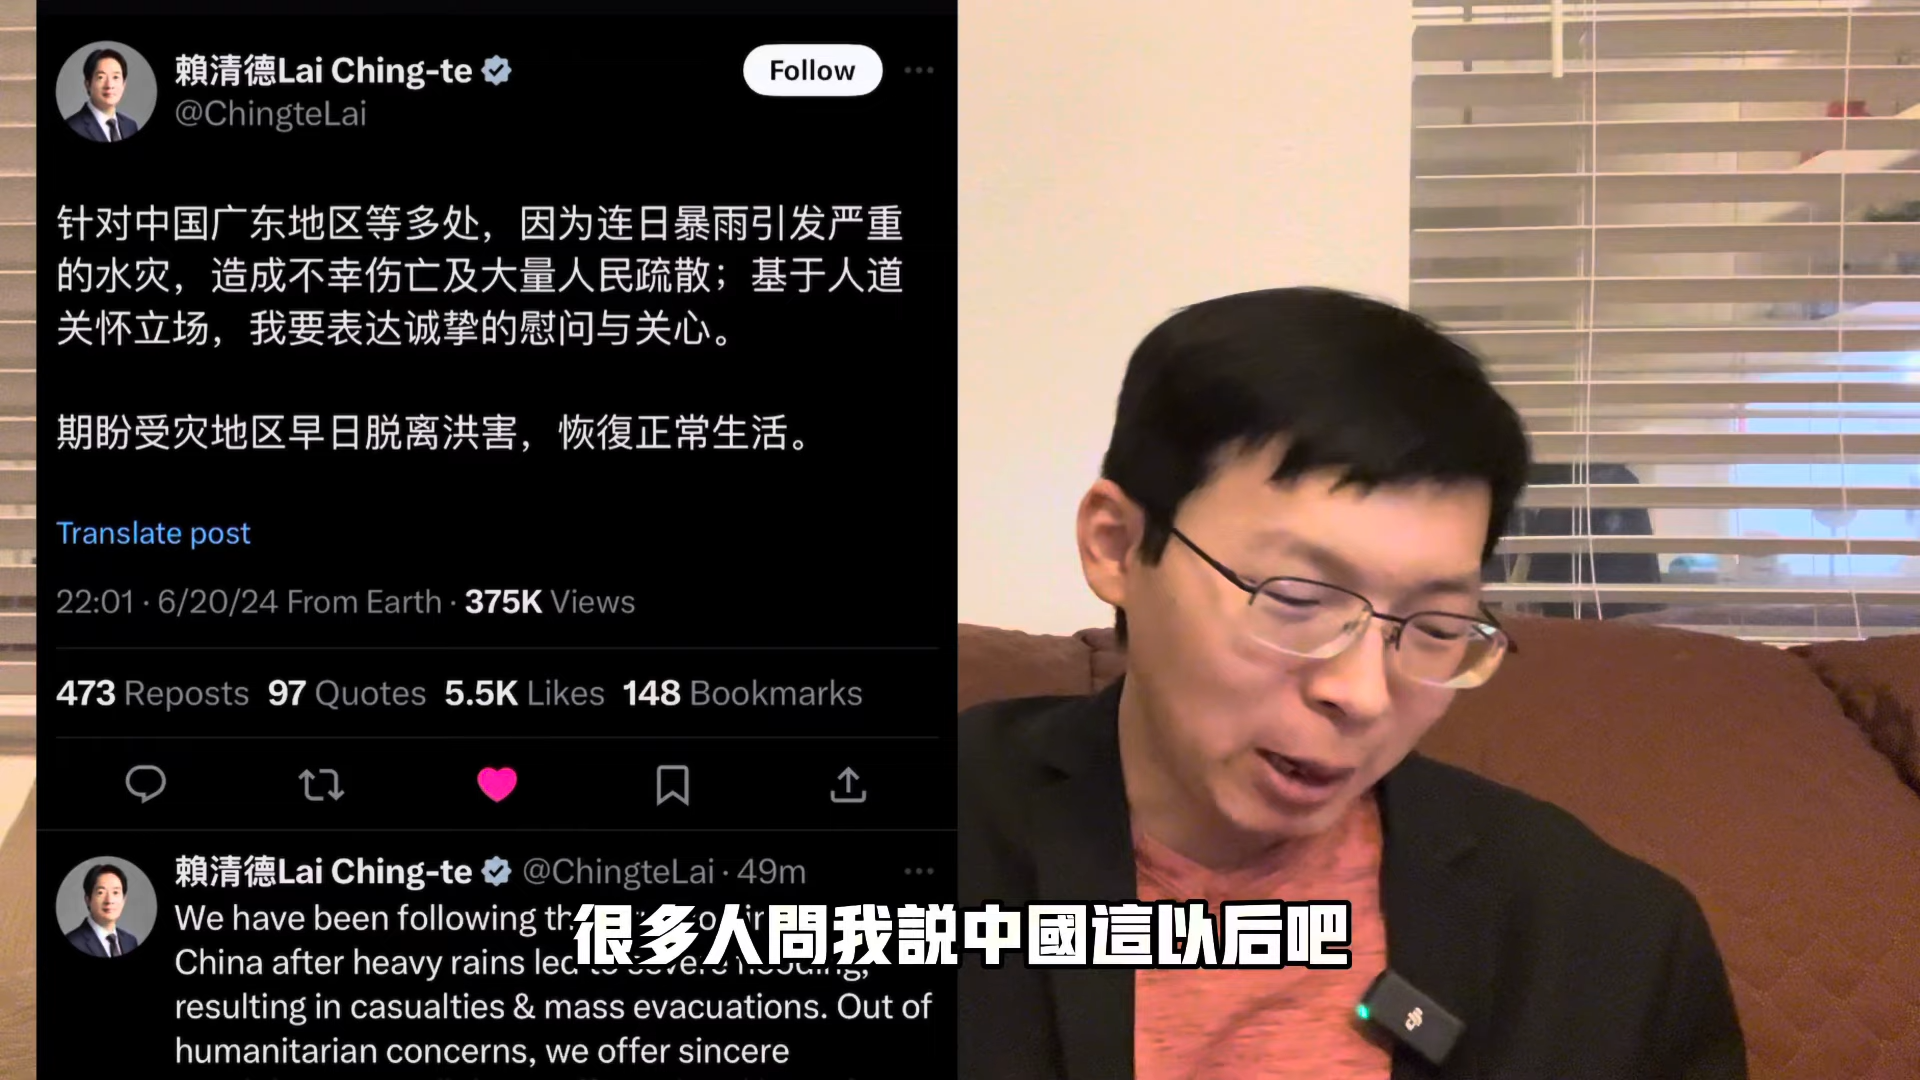 賴清德Lai Ching-te
Follow
@ChingteLai
针对中国广东地区等多处，因为连日暴雨引发严重
的水灾，造成不幸伤亡及大量人民疏散；基于人道
关怀立场，我要表达诚挚的慰问与关心。
期盼受灾地区早日脱离洪害，恢復正常生活。
Translate post
22:01 · 6/20/24 From Earth · 375K Views
473 Reposts 97 Quotes 5.5K Likes 148 Bookmarks
賴清德Lai Ching-te @ChingteLai · 49m
We have been following
China after heavy rains led to severe flooding,
resulting in casualties & mass evacuations. Out of
humanitarian concerns, we offer sincere
很多人問我説中國這以后吧